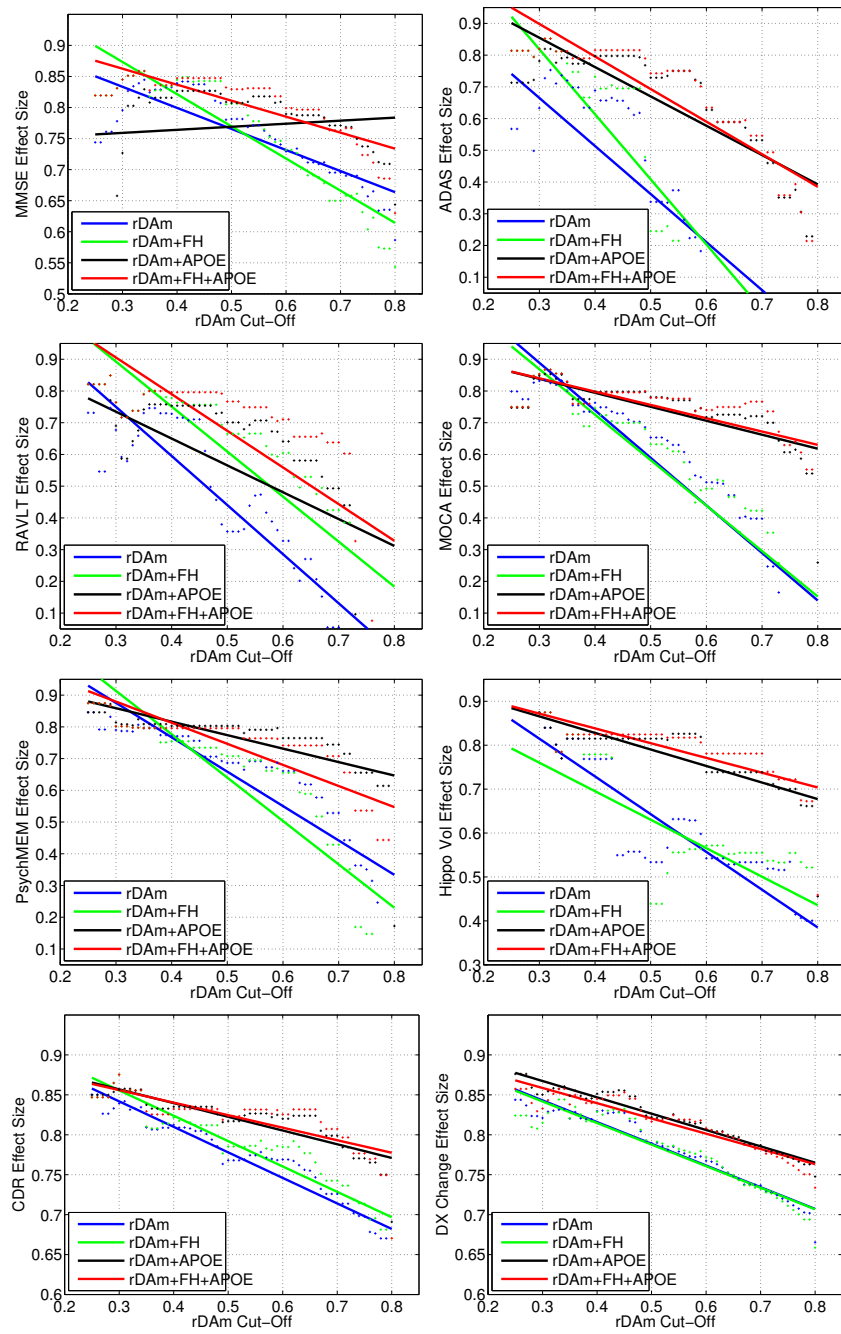 MMSE Effect Size
0.9
0.85
0.8
0.75
0.7
0.65
0.6
0.55
0.5
rDAm
rDAm+FH
rDAm+APOE
rDAm+FH+APOE
0.2 0.3 0.4 0.5 0.6 0.7 0.8
rDAm Cut−Off
ADAS Effect Size
0.9
0.8
0.7
0.6
0.5
0.4
0.3
0.2
0.1
rDAm
rDAm+FH
rDAm+APOE
rDAm+FH+APOE
0.2 0.3 0.4 0.5 0.6 0.7 0.8
rDAm Cut−Off
RAVLT Effect Size
0.9
0.8
0.7
0.6
0.5
0.4
0.3
0.2
0.1
rDAm
rDAm+FH
rDAm+APOE
rDAm+FH+APOE
0.2 0.3 0.4 0.5 0.6 0.7 0.8
rDAm Cut−Off
MOCA Effect Size
0.9
0.8
0.7
0.6
0.5
0.4
0.3
0.2
0.1
rDAm
rDAm+FH
rDAm+APOE
rDAm+FH+APOE
0.2 0.3 0.4 0.5 0.6 0.7 0.8
rDAm Cut−Off
PsychMEM Effect Size
0.9
0.8
0.7
0.6
0.5
0.4
0.3
0.2
0.1
rDAm
rDAm+FH
rDAm+APOE
rDAm+FH+APOE
0.2 0.3 0.4 0.5 0.6 0.7 0.8
rDAm Cut−Off
Hippo Vol Effect Size
0.9
0.8
0.7
0.6
0.5
0.4
0.3
rDAm
rDAm+FH
rDAm+APOE
rDAm+FH+APOE
0.2 0.3 0.4 0.5 0.6 0.7 0.8
rDAm Cut−Off
CDR Effect Size
0.9
0.85
0.8
0.75
0.7
0.65
0.6
rDAm
rDAm+FH
rDAm+APOE
rDAm+FH+APOE
0.2 0.3 0.4 0.5 0.6 0.7 0.8
rDAm Cut−Off
DX Change Effect Size
0.9
0.85
0.8
0.75
0.7
0.65
0.6
rDAm
rDAm+FH
rDAm+APOE
rDAm+FH+APOE
0.2 0.3 0.4 0.5 0.6 0.7 0.8
rDAm Cut−Off